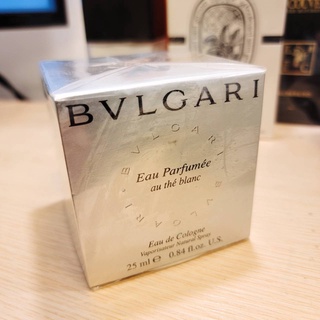 BVLGARI
Eau Parfumée
au thé blanc
Eau de Cologne
Vaporisateur Natural Spray
25 ml ℮ 0.84 fl.oz. U.S.